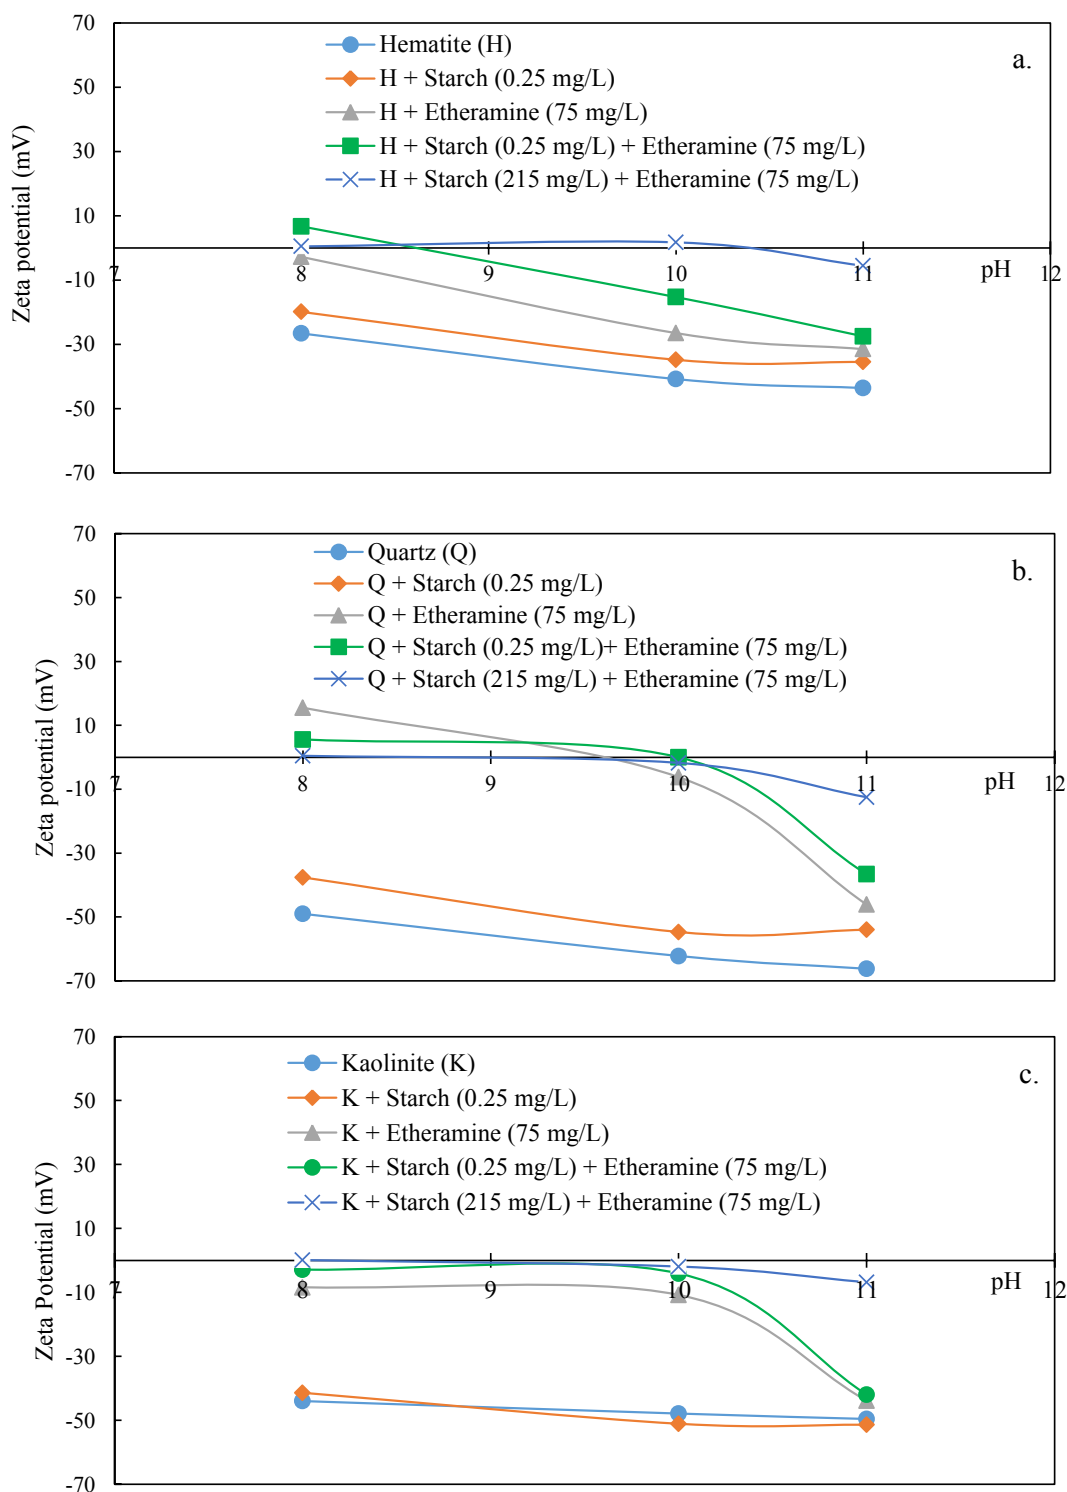 a.
Zeta potential (mV)
70
50
30
10
-10
-30
-50
-70
Hematite (H)
H + Starch (0.25 mg/L)
H + Etheramine (75 mg/L)
H + Starch (0.25 mg/L) + Etheramine (75 mg/L)
H + Starch (215 mg/L) + Etheramine (75 mg/L)
7 8 9 10 11 12
pH
b.
Zeta potential (mV)
70
50
30
10
-10
-30
-50
-70
Quartz (Q)
Q + Starch (0.25 mg/L)
Q + Etheramine (75 mg/L)
Q + Starch (0.25 mg/L)+ Etheramine (75 mg/L)
Q + Starch (215 mg/L) + Etheramine (75 mg/L)
7 8 9 10 11 12
pH
c.
Zeta Potential (mV)
70
50
30
10
-10
-30
-50
-70
Kaolinite (K)
K + Starch (0.25 mg/L)
K + Etheramine (75 mg/L)
K + Starch (0.25 mg/L) + Etheramine (75 mg/L)
K + Starch (215 mg/L) + Etheramine (75 mg/L)
7 8 9 10 11 12
pH